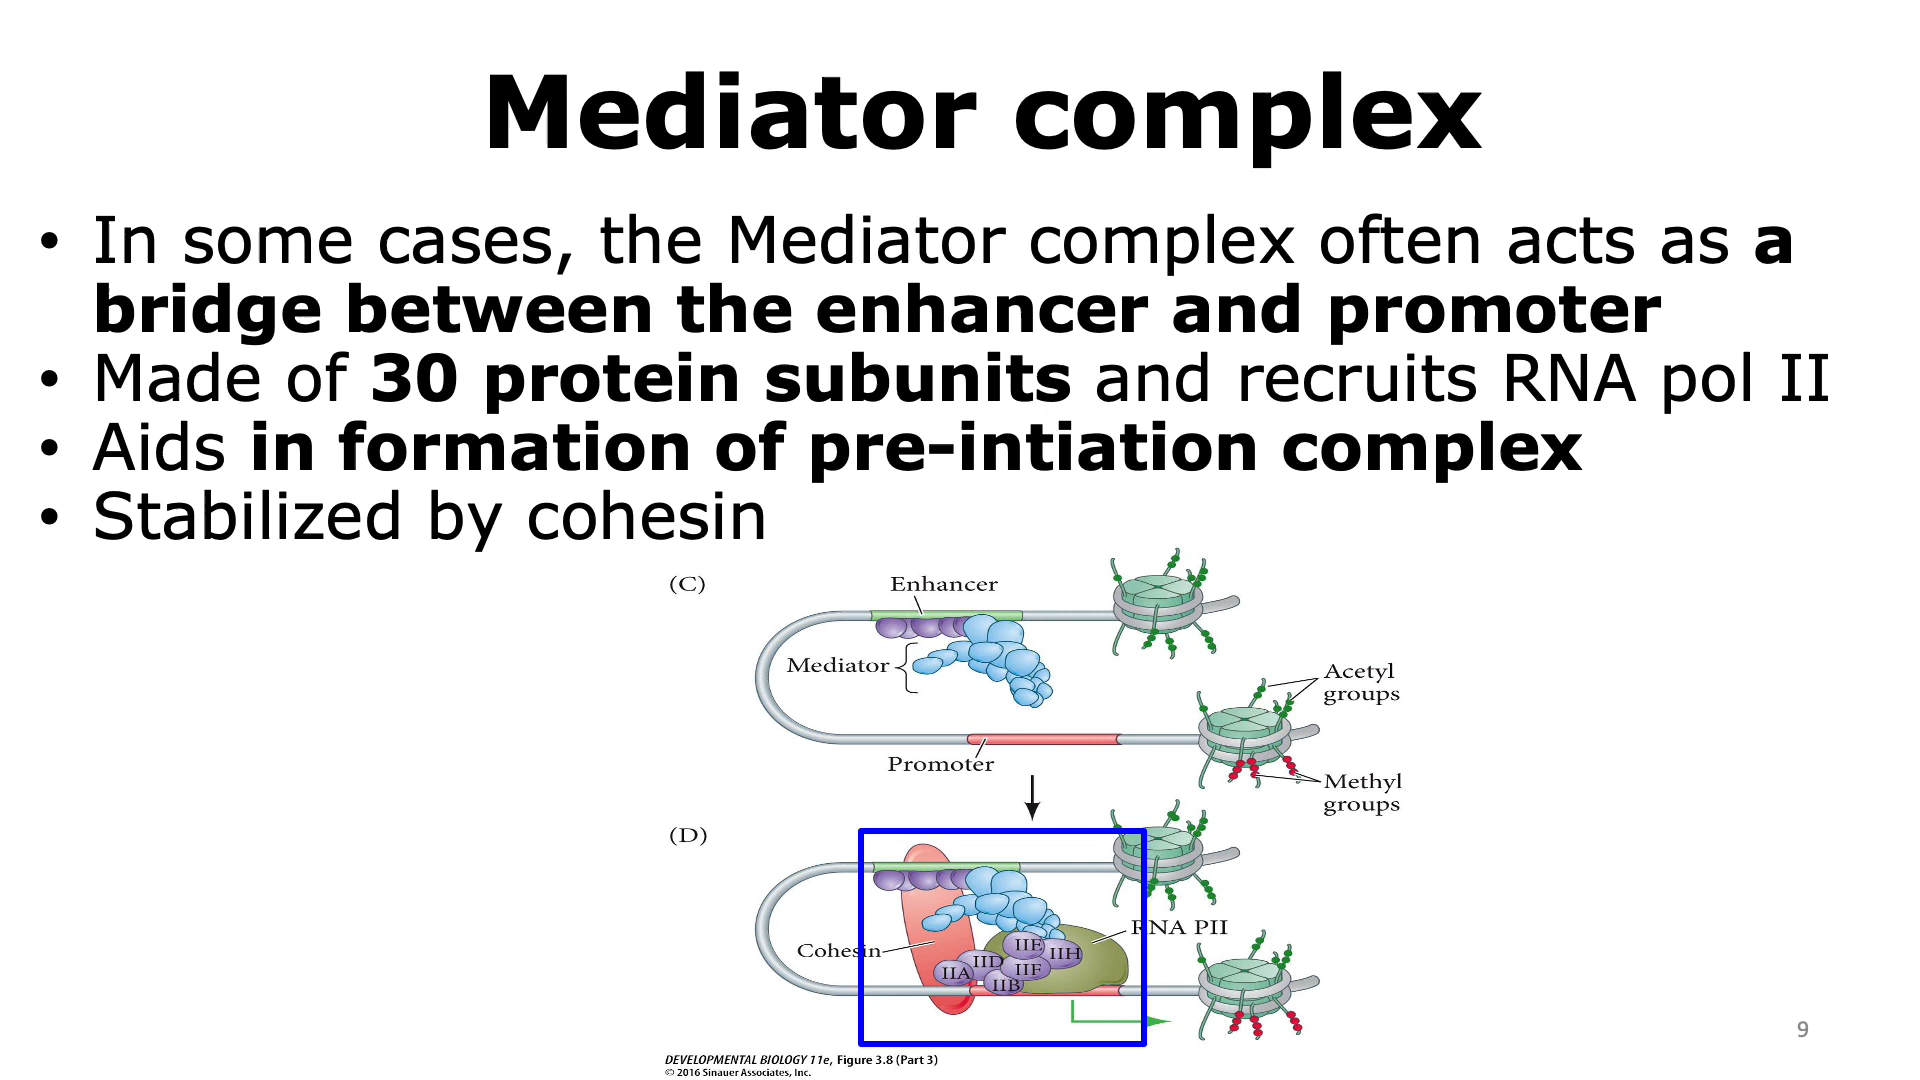 Mediator complex
• In some cases, the Mediator complex often acts as a
bridge between the enhancer and promoter
• Made of 30 protein subunits and recruits RNA pol II
• Aids in formation of pre-intiation complex
• Stabilized by cohesin
(C)
Enhancer
Mediator
Acetyl
groups
Promoter
Methyl
groups
(D)
RNA PII
Cohesin
IIE
IIH
IID
IIF
IIA
IIB
9
DEVELOPMENTAL BIOLOGY 11e, Figure 3.8 (Part 3)
© 2016 Sinauer Associates, Inc.